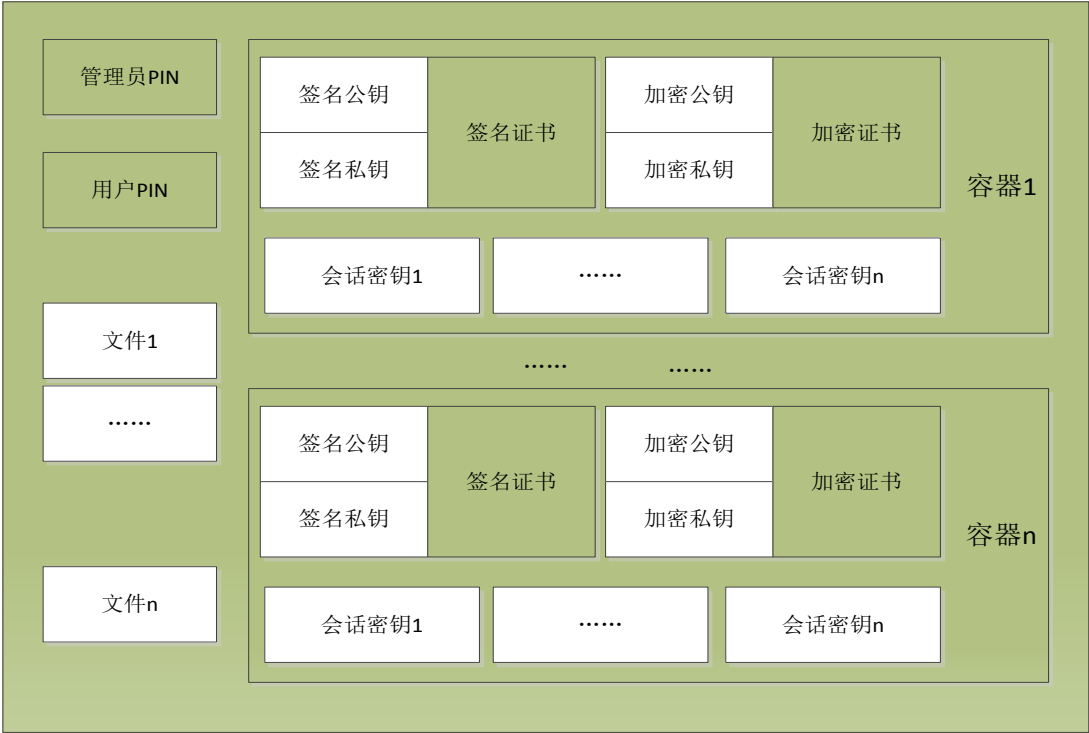 管理员PIN
用户PIN
文件1
……
文件n
签名公钥
签名私钥
签名证书
加密公钥
加密私钥
加密证书
容器1
会话密钥1
……
会话密钥n
……
……
签名公钥
签名私钥
签名证书
加密公钥
加密私钥
加密证书
容器n
会话密钥1
……
会话密钥n